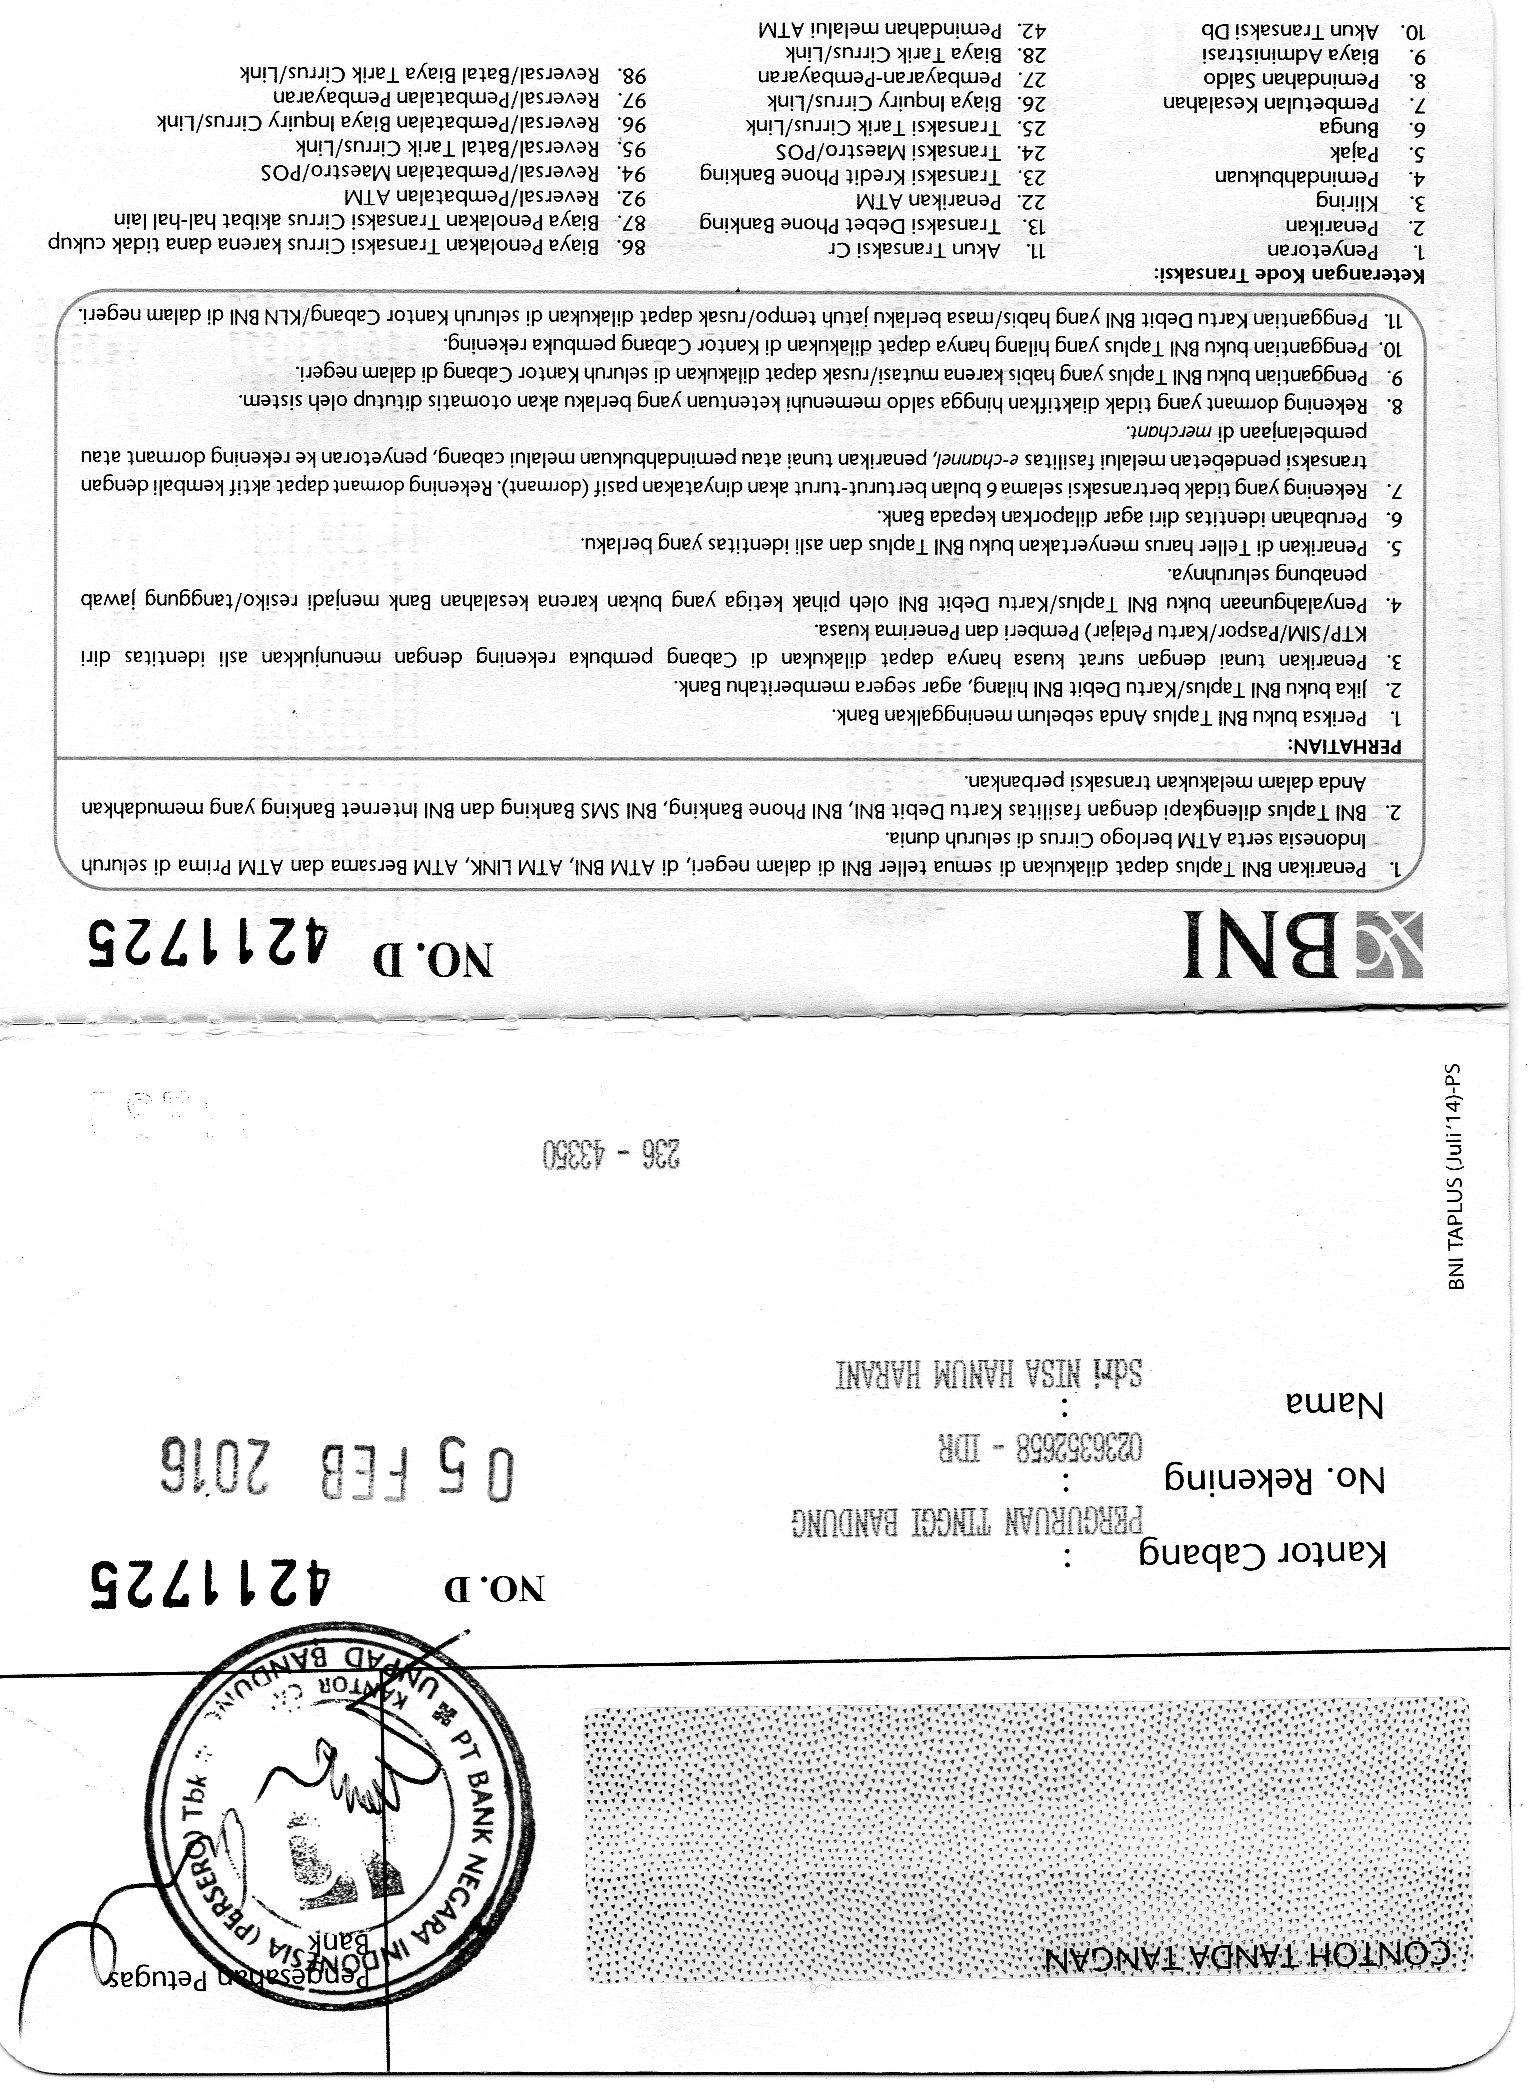 CONTOH TANDA TANGAN
Pengesahan Petugas
Bank
PT BANK NEGARA INDONESIA (PERSERO) Tbk
KANTOR
UNPAD BANDUNG
BANDUNG
NO. D 4211725
Kantor Cabang : PERGURUAN TINGGI BANDUNG
No. Rekening : 0236352658 - IDR
05 FEB 2016
Nama : Sdri NISA HANUM HARANI
BNI TAPLUS (Juli '14)-PS
236 - 43350
BNI
NO. D 4211725
1. Penarikan BNI Taplus dapat dilakukan di semua teller BNI di dalam negeri, di ATM BNI, ATM LINK, ATM Bersama dan ATM Prima di seluruh
Indonesia serta ATM berlogo Cirrus di seluruh dunia.
2. BNI Taplus dilengkapi dengan fasilitas Kartu Debit BNI, BNI Phone Banking, BNI SMS Banking dan BNI Internet Banking yang memudahkan
Anda dalam melakukan transaksi perbankan.
PERHATIAN:
1. Periksa buku BNI Taplus Anda sebelum meninggalkan Bank.
2. Jika buku BNI Taplus/Kartu Debit BNI hilang, agar segera memberitahu Bank.
3. Penarikan tunai dengan surat kuasa hanya dapat dilakukan di Cabang pembuka rekening dengan menunjukkan asli identitas diri
KTP/SIM/Paspor/Kartu Pelajar) Pemberi dan Penerima kuasa.
4. Penyalahgunaan buku BNI Taplus/Kartu Debit BNI oleh pihak ketiga yang bukan karena kesalahan Bank menjadi resiko/tanggung jawab
penabung seluruhnya.
5. Penarikan di Teller harus menyertakan buku BNI Taplus dan asli identitas yang berlaku.
6. Perubahan identitas diri agar dilaporkan kepada Bank.
7. Rekening yang tidak bertransaksi selama 6 bulan berturut-turut akan dinyatakan pasif (dormant). Rekening dormant dapat aktif kembali dengan
transaksi pendebetan melalui fasilitas e-channel, penarikan tunai atau pemindahbukuan melalui cabang, penyetoran ke rekening dormant atau
pembelanjaan di merchant.
8. Rekening dormant yang tidak diaktifkan hingga saldo memenuhi ketentuan yang berlaku akan otomatis ditutup oleh sistem.
9. Penggantian buku BNI Taplus yang habis karena mutasi/rusak dapat dilakukan di seluruh Kantor Cabang di dalam negeri.
10. Penggantian buku BNI Taplus yang hilang hanya dapat dilakukan di Kantor Cabang pembuka rekening.
11. Penggantian Kartu Debit BNI yang habis/masa berlaku jatuh tempo/rusak dapat dilakukan di seluruh Kantor Cabang/KLN BNI di dalam negeri.
Keterangan Kode Transaksi:
1. Penyetoran
2. Penarikan
3. Kliring
4. Pemindahbukuan
5. Pajak
6. Bunga
7. Pembetulan Kesalahan
8. Pemindahan Saldo
9. Biaya Administrasi
10. Akun Transaksi Db
11. Akun Transaksi Cr
13. Transaksi Debet Phone Banking
22. Penarikan ATM
23. Transaksi Kredit Phone Banking
24. Transaksi Maestro/POS
25. Transaksi Tarik Cirrus/Link
26. Biaya Inquiry Cirrus/Link
27. Pembayaran-Pembayaran
28. Biaya Tarik Cirrus/Link
42. Pemindahan melalui ATM
86. Biaya Penolakan Transaksi Cirrus karena dana tidak cukup
87. Biaya Penolakan Transaksi Cirrus akibat hal-hal lain
92. Reversal/Pembatalan ATM
94. Reversal/Pembatalan Maestro/POS
95. Reversal/Batal Tarik Cirrus/Link
96. Reversal/Pembatalan Biaya Inquiry Cirrus/Link
97. Reversal/Pembatalan Pembayaran
98. Reversal/Batal Biaya Tarik Cirrus/Link